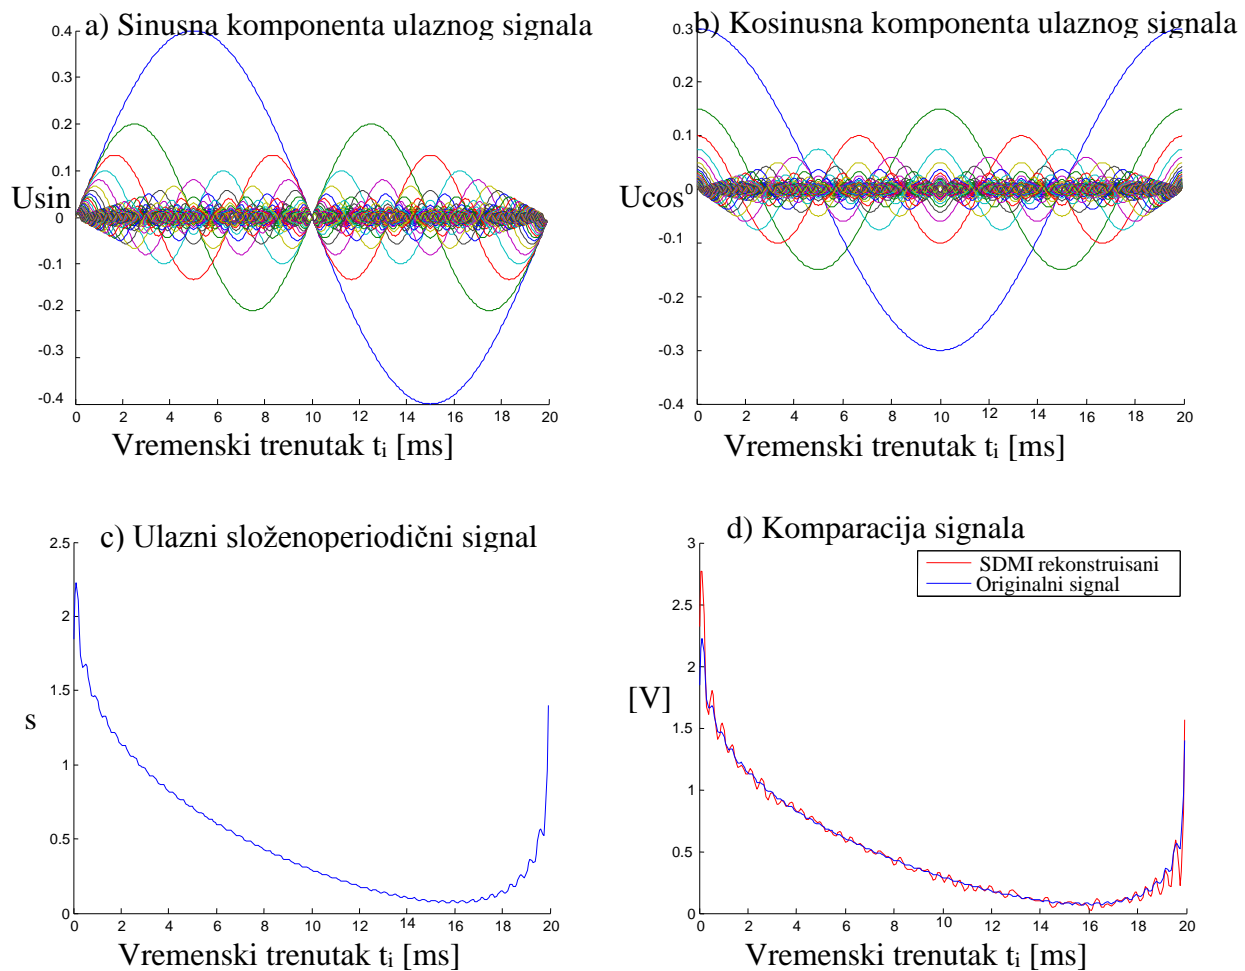 a) Sinusna komponenta ulaznog signala
0.4
0.3
0.2
0.1
0
-0.1
-0.2
-0.3
-0.4
Usin
0 2 4 6 8 10 12 14 16 18 20
Vremenski trenutak tᵢ [ms]
b) Kosinusna komponenta ulaznog signala
0.3
0.2
0.1
0
-0.1
-0.2
-0.3
-0.4
Ucos
0 2 4 6 8 10 12 14 16 18 20
Vremenski trenutak tᵢ [ms]
c) Ulazni složenoperiodični signal
2.5
2
1.5
1
0.5
0
s
0 2 4 6 8 10 12 14 16 18 20
Vremenski trenutak tᵢ [ms]
d) Komparacija signala
SDMI rekonstruisani
Originalni signal
3
2.5
2
1.5
1
0.5
0
[V]
0 2 4 6 8 10 12 14 16 18 20
Vremenski trenutak tᵢ [ms]